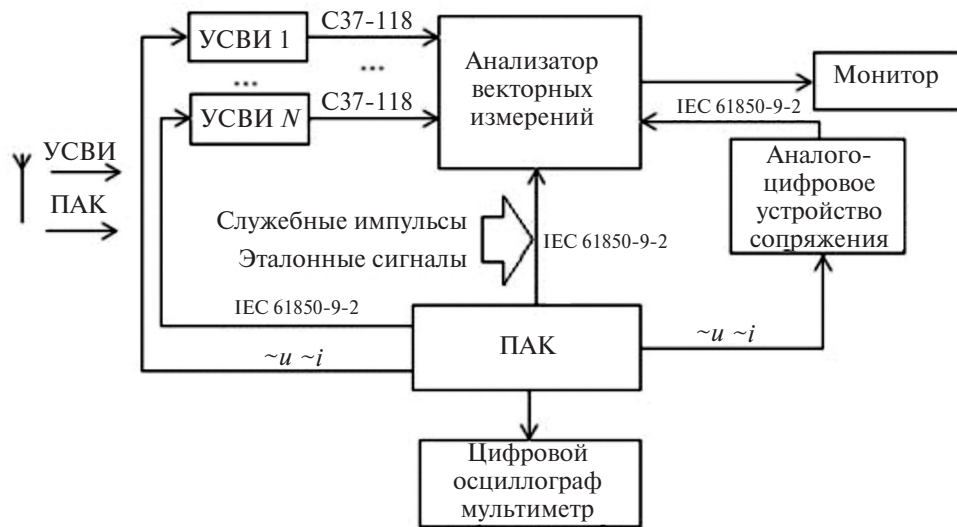 УСВИ 1
С37-118
...
...
УСВИ N
С37-118
Анализатор
векторных
измерений
Монитор
IEC 61850-9-2
Аналого-
цифровое
устройство
сопряжения
УСВИ
ПАК
Служебные импульсы
Эталонные сигналы
IEC 61850-9-2
IEC 61850-9-2
ПАК
~u ~i
~u ~i
Цифровой
осциллограф
мультиметр